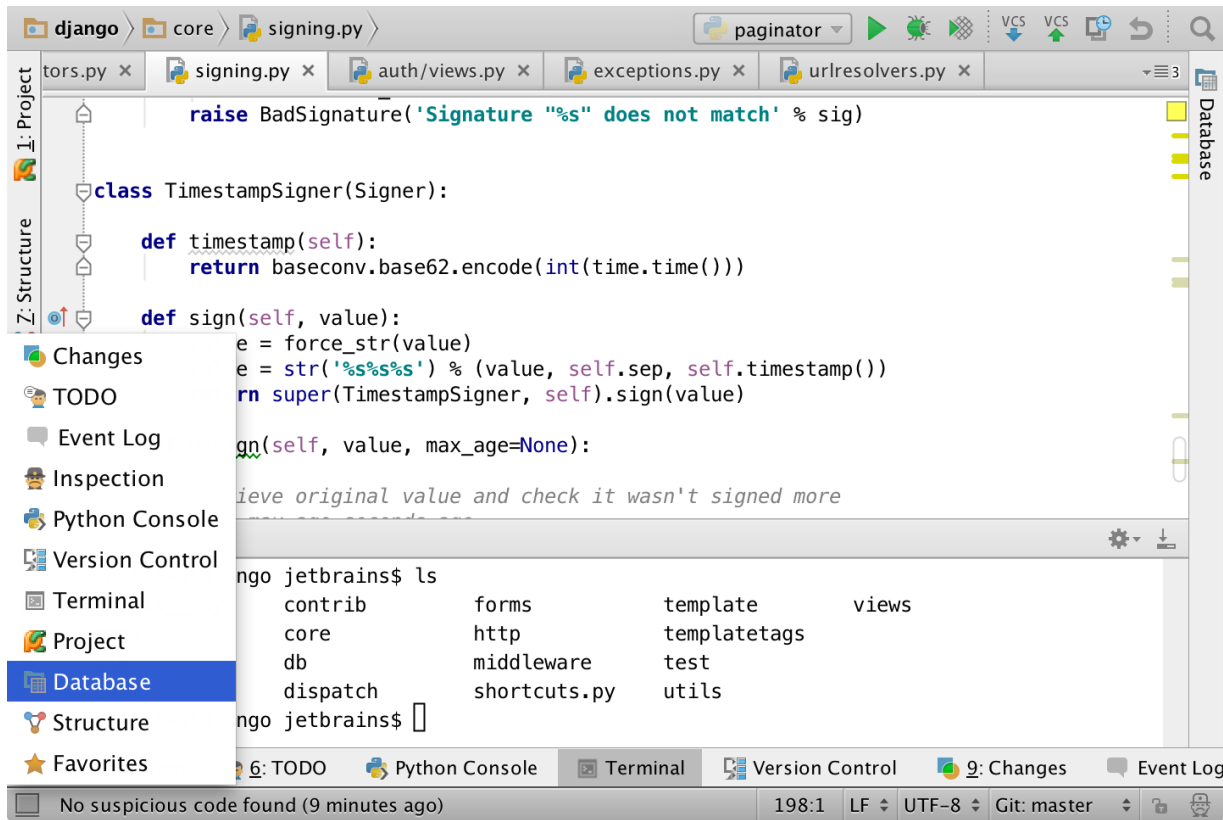 django core signing.py paginator VCS VCS
tors.py signing.py auth/views.py exceptions.py urlresolvers.py 3
1: Project
Z: Structure
Database
raise BadSignature('Signature "%s" does not match' % sig)
class TimestampSigner(Signer):
def timestamp(self):
return baseconv.base62.encode(int(time.time()))
def sign(self, value):
e = force_str(value)
e = str('%s%s%s') % (value, self.sep, self.timestamp())
rn super(TimestampSigner, self).sign(value)
gn(self, value, max_age=None):
ieve original value and check it wasn't signed more
Changes
TODO
Event Log
Inspection
Python Console
Version Control
Terminal
Project
Database
Structure
Favorites
ngo jetbrains$ ls
contrib forms template views
core http templatetags
db middleware test
dispatch shortcuts.py utils
ngo jetbrains$
6: TODO Python Console Terminal Version Control 9: Changes Event Log
No suspicious code found (9 minutes ago) 198:1 LF UTF-8 Git: master